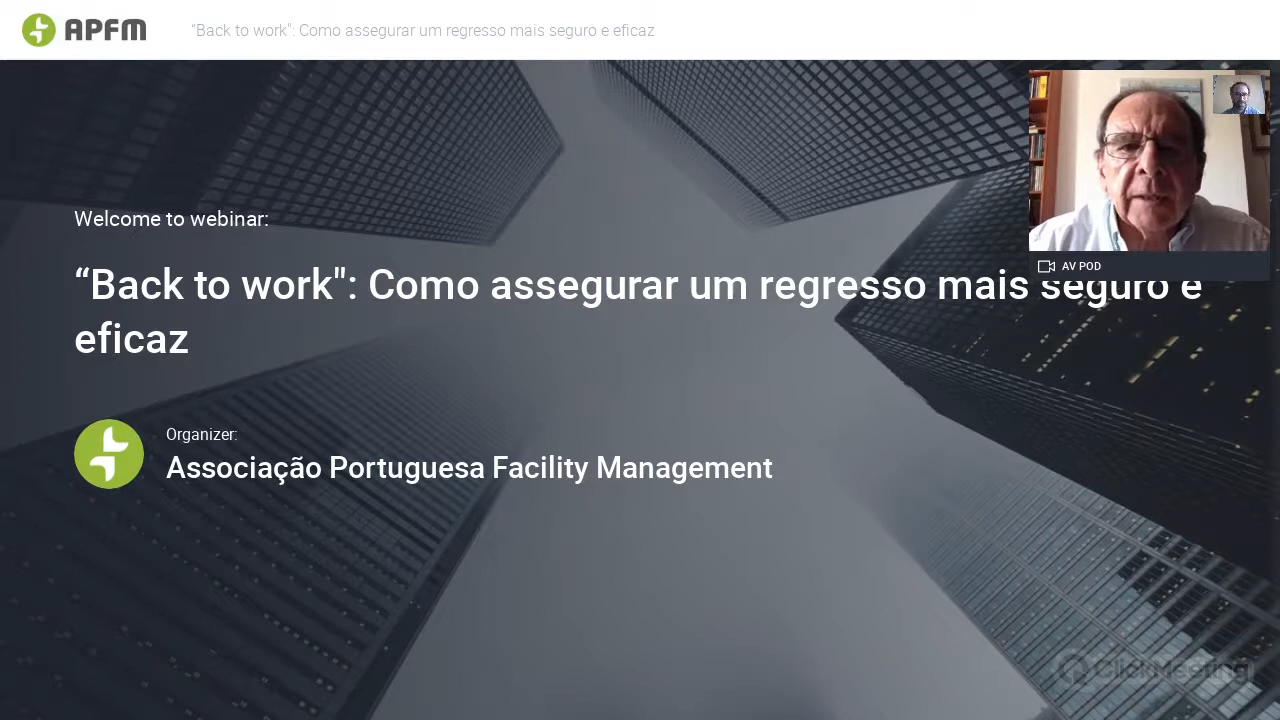 APFM
“Back to work": Como assegurar um regresso mais seguro e eficaz
AV POD
Welcome to webinar:
“Back to work": Como assegurar um regresso mais seguro e
eficaz
Organizer:
Associação Portuguesa Facility Management
ClickMeeting